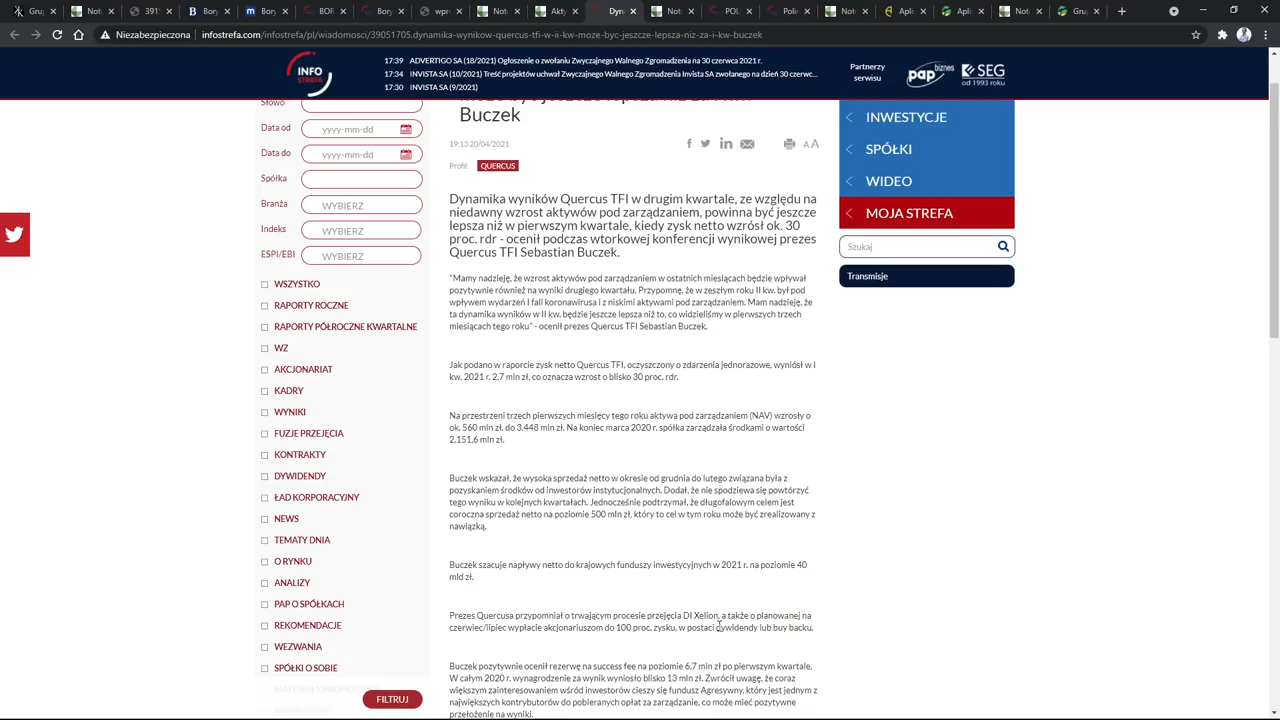 Niezabezpieczona
infostrefa.com/infostrefa/pl/wiadomosci/39051705,dynamika-wynikow-quercus-tfi-w-ii-kw-moze-byc-jeszcze-lepsza-niz-za-i-kw-buczek
INFO
STREFA
17:39 ADVERTIGO SA (18/2021) Ogłoszenie o zwołaniu Zwyczajnego Walnego Zgromadzenia na 30 czerwca 2021 r.
17:34 INVISTA SA (10/2021) Treść projektów uchwał Zwyczajnego Walnego Zgromadzenia Invista SA zwołanego na dzień 30 czerwc...
17:30 INVISTA SA (9/2021)
Partnerzy
serwisu
pap biznes
SEG
od 1993 roku
Słowo
Data od
yyyy-mm-dd
Data do
yyyy-mm-dd
Spółka
Branża
WYBIERZ
Indeks
WYBIERZ
ESPI/EBI
WYBIERZ
WSZYSTKO
RAPORTY ROCZNE
RAPORTY PÓŁROCZNE KWARTALNE
WZ
AKCJONARIAT
KADRY
WYNIKI
FUZJE PRZEJĘCIA
KONTRAKTY
DYWIDENDY
ŁAD KORPORACYJNY
NEWS
TEMATY DNIA
O RYNKU
ANALIZY
PAP O SPÓŁKACH
REKOMENDACJE
WEZWANIA
SPÓŁKI O SOBIE
FILTRUJ
może być jeszcze lepsza niż za I kw. -
Buczek
19:13 20/04/2021
A A
Profil: QUERCUS
Dynamika wyników Quercus TFI w drugim kwartale, ze względu na
niedawny wzrost aktywów pod zarządzaniem, powinna być jeszcze
lepsza niż w pierwszym kwartale, kiedy zysk netto wzrósł ok. 30
proc. rdr - ocenił podczas wtorkowej konferencji wynikowej prezes
Quercus TFI Sebastian Buczek.
"Mamy nadzieję, że wzrost aktywów pod zarządzaniem w ostatnich miesiącach będzie wpływał
pozytywnie również na wyniki drugiego kwartału. Przypomnę, że w zeszłym roku II kw. był pod
wpływem wydarzeń I fali koronawirusa i z niskimi aktywami pod zarządzaniem. Mam nadzieję, że
ta dynamika wyników w II kw. będzie jeszcze lepsza niż to, co widzieliśmy w pierwszych trzech
miesiącach tego roku" - ocenił prezes Quercus TFI Sebastian Buczek.
Jak podano w raporcie zysk netto Quercus TFI, oczyszczony o zdarzenia jednorazowe, wyniósł w I
kw. 2021 r. 2,7 mln zł, co oznacza wzrost o blisko 30 proc. rdr.
Na przestrzeni trzech pierwszych miesięcy tego roku aktywa pod zarządzaniem (NAV) wzrosły o
ok. 560 mln zł. do 3.448 mln zł. Na koniec marca 2020 r. spółka zarządzała środkami o wartości
2.151,6 mln zł.
Buczek wskazał, że wysoka sprzedaż netto w okresie od grudnia do lutego związana była z
pozyskaniem środków od inwestorów instytucjonalnych. Dodał, że nie spodziewa się powtórzyć
tego wyniku w kolejnych kwartałach. Jednocześnie podtrzymał, że długofalowym celem jest
coroczna sprzedaż netto na poziomie 500 mln zł, który to cel w tym roku może być zrealizowany z
nawiązką.
Buczek szacuje napływy netto do krajowych funduszy inwestycyjnych w 2021 r. na poziomie 40
mld zł.
Prezes Quercusa przypomniał o trwającym procesie przejęcia DI Xelion, a także o planowanej na
czerwiec/lipiec wypłacie akcjonariuszom do 100 proc. zysku, w postaci dywidendy lub buy backu.
Buczek pozytywnie ocenił rezerwę na success fee na poziomie 6,7 mln zł po pierwszym kwartale.
W całym 2020 r. wynagrodzenie za wynik wyniosło blisko 13 mln zł. Zwrócił uwagę, że coraz
większym zainteresowaniem wśród inwestorów cieszy się fundusz Agresywny, który jest jednym z
największych kontrybutorów do pobieranych opłat za zarządzanie, co może mieć pozytywne
przełożenie na wyniki.
INWESTYCJE
SPÓŁKI
WIDEO
MOJA STREFA
Szukaj
Transmisje